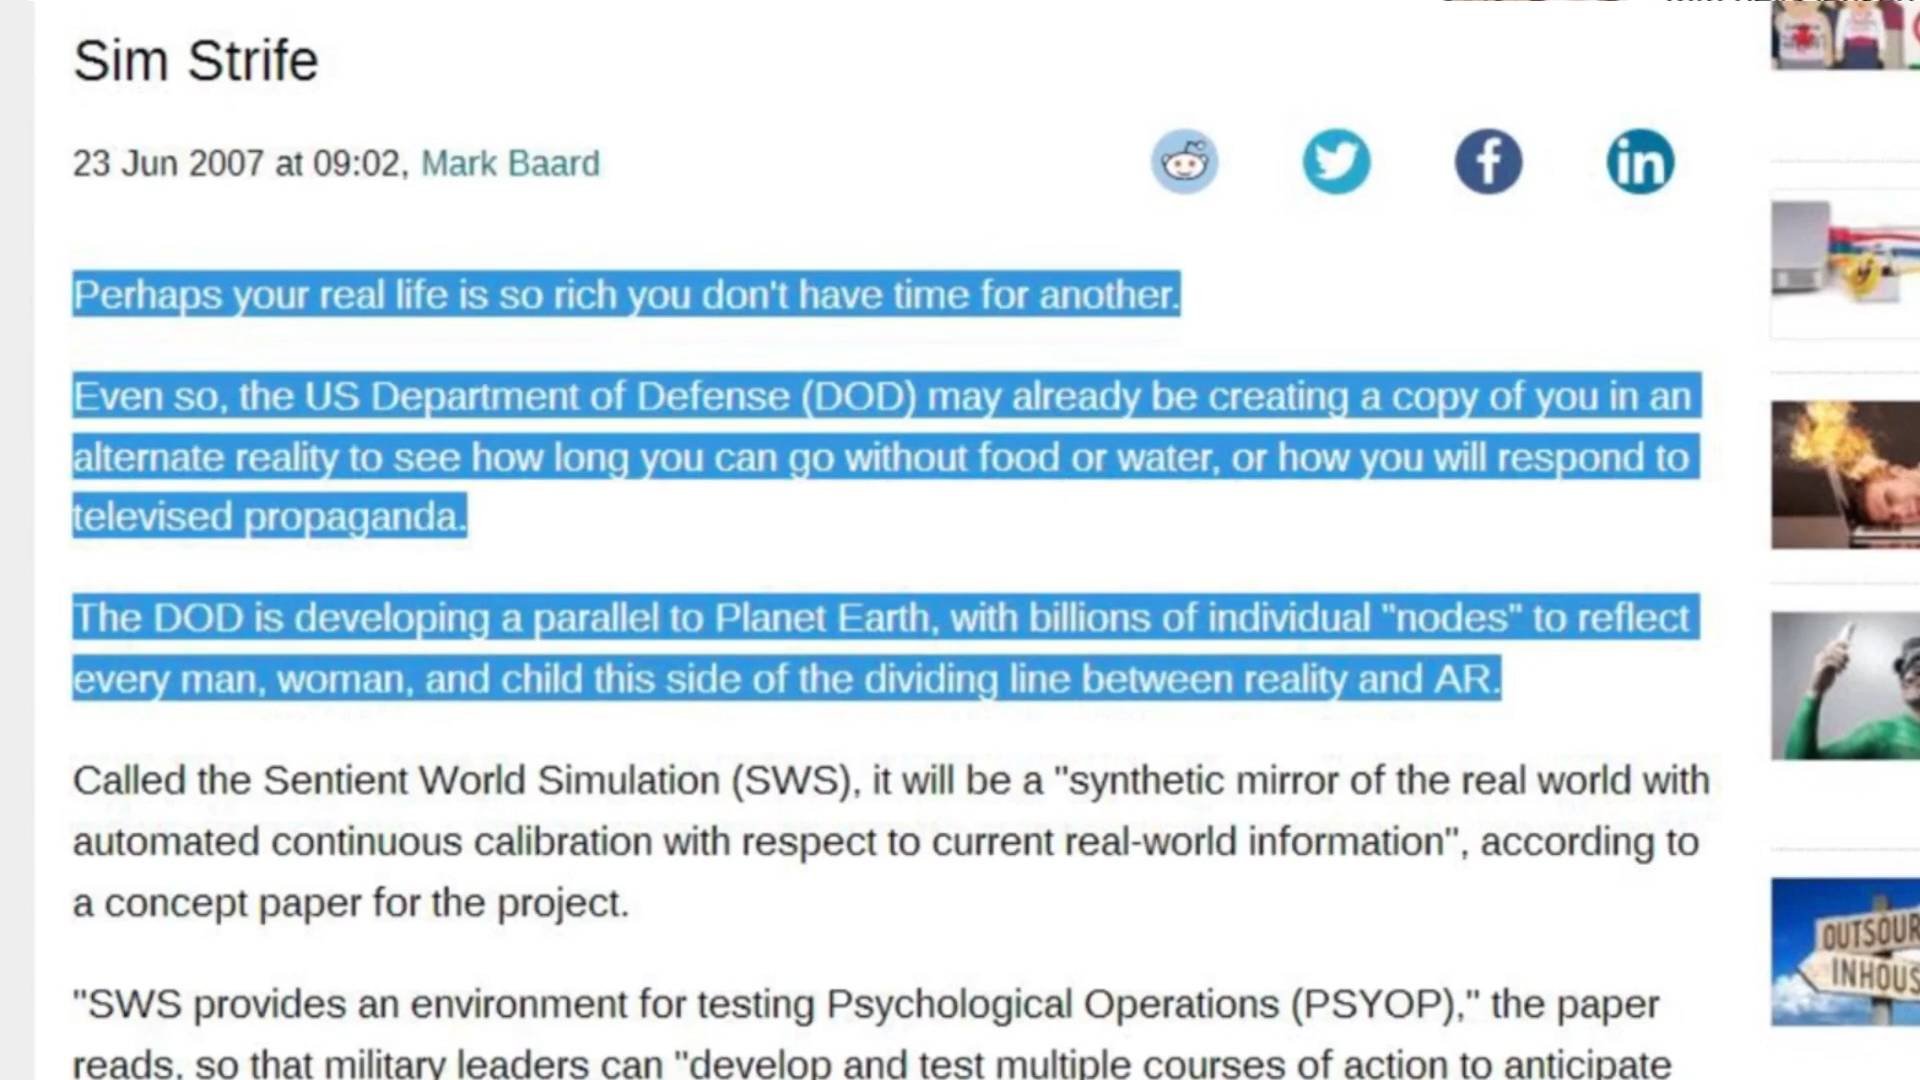 Sim Strife
23 Jun 2007 at 09:02, Mark Baard
Perhaps your real life is so rich you don't have time for another.
Even so, the US Department of Defense (DOD) may already be creating a copy of you in an
alternate reality to see how long you can go without food or water, or how you will respond to
televised propaganda.
The DOD is developing a parallel to Planet Earth, with billions of individual "nodes" to reflect
every man, woman, and child this side of the dividing line between reality and AR.
Called the Sentient World Simulation (SWS), it will be a "synthetic mirror of the real world with
automated continuous calibration with respect to current real-world information", according to
a concept paper for the project.
"SWS provides an environment for testing Psychological Operations (PSYOP)," the paper
reads, so that military leaders can "develop and test multiple courses of action to anticipate
OUTSOUR
INHOUS